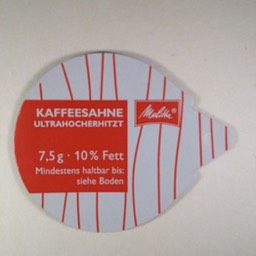 KAFFEESAHNE
ULTRAHOCHERHITZT
Melitta
7,5 g · 10 % Fett
Mindestens haltbar bis:
siehe Boden